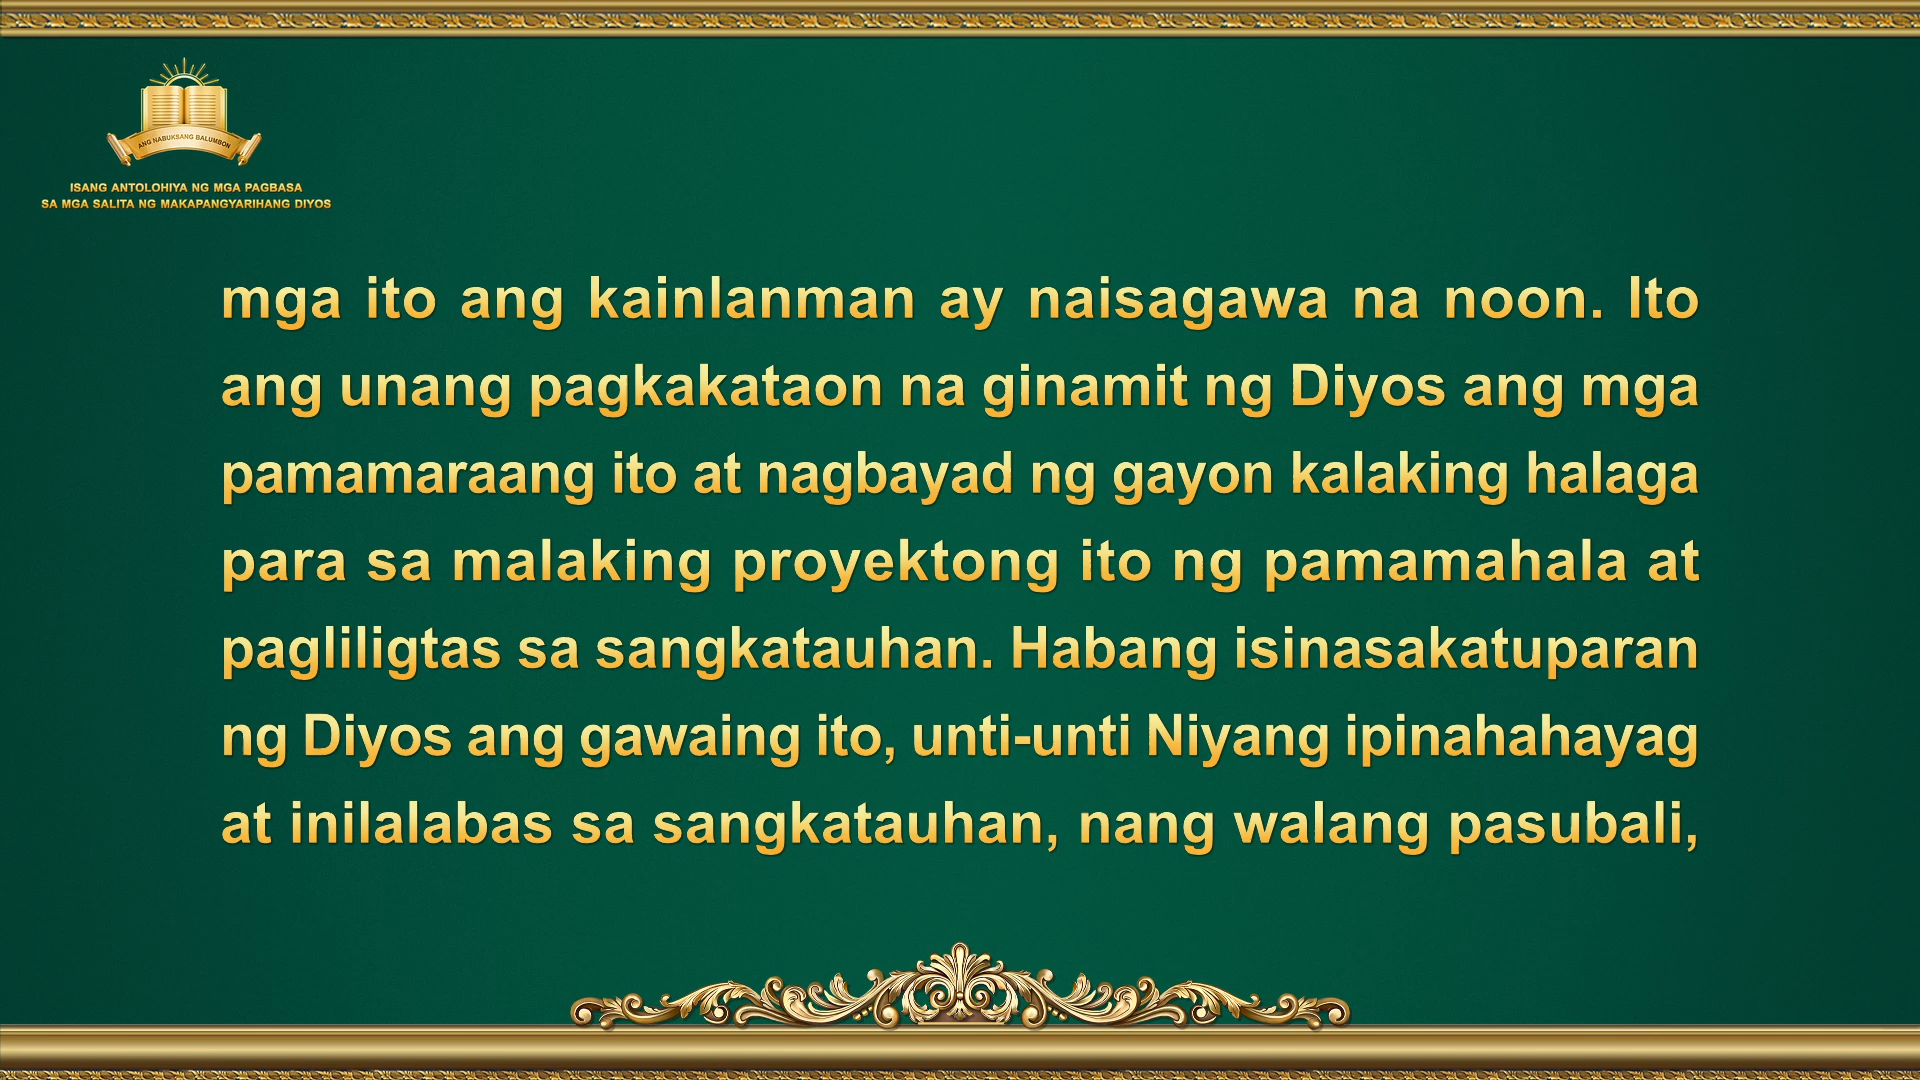 ANG NABUKSANG BALUMBON
ISANG ANTOLOHIYA NG MGA PAGBASA
SA MGA SALITA NG MAKAPANGYARIHANG DIYOS
mga ito ang kainlanman ay naisagawa na noon. Ito
ang unang pagkakataon na ginamit ng Diyos ang mga
pamamaraang ito at nagbayad ng gayon kalaking halaga
para sa malaking proyektong ito ng pamamahala at
pagliligtas sa sangkatauhan. Habang isinasakatuparan
ng Diyos ang gawaing ito, unti-unti Niyang ipinahahayag
at inilalabas sa sangkatauhan, nang walang pasubali,